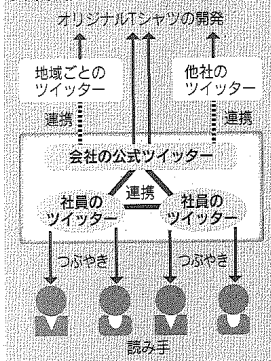 オリジナルTシャツの開発
地域ごとの
ツイッター
他社の
ツイッター
連携
連携
会社の公式ツイッター
連携
社員の
ツイッター
社員の
ツイッター
つぶやき
つぶやき
読み手